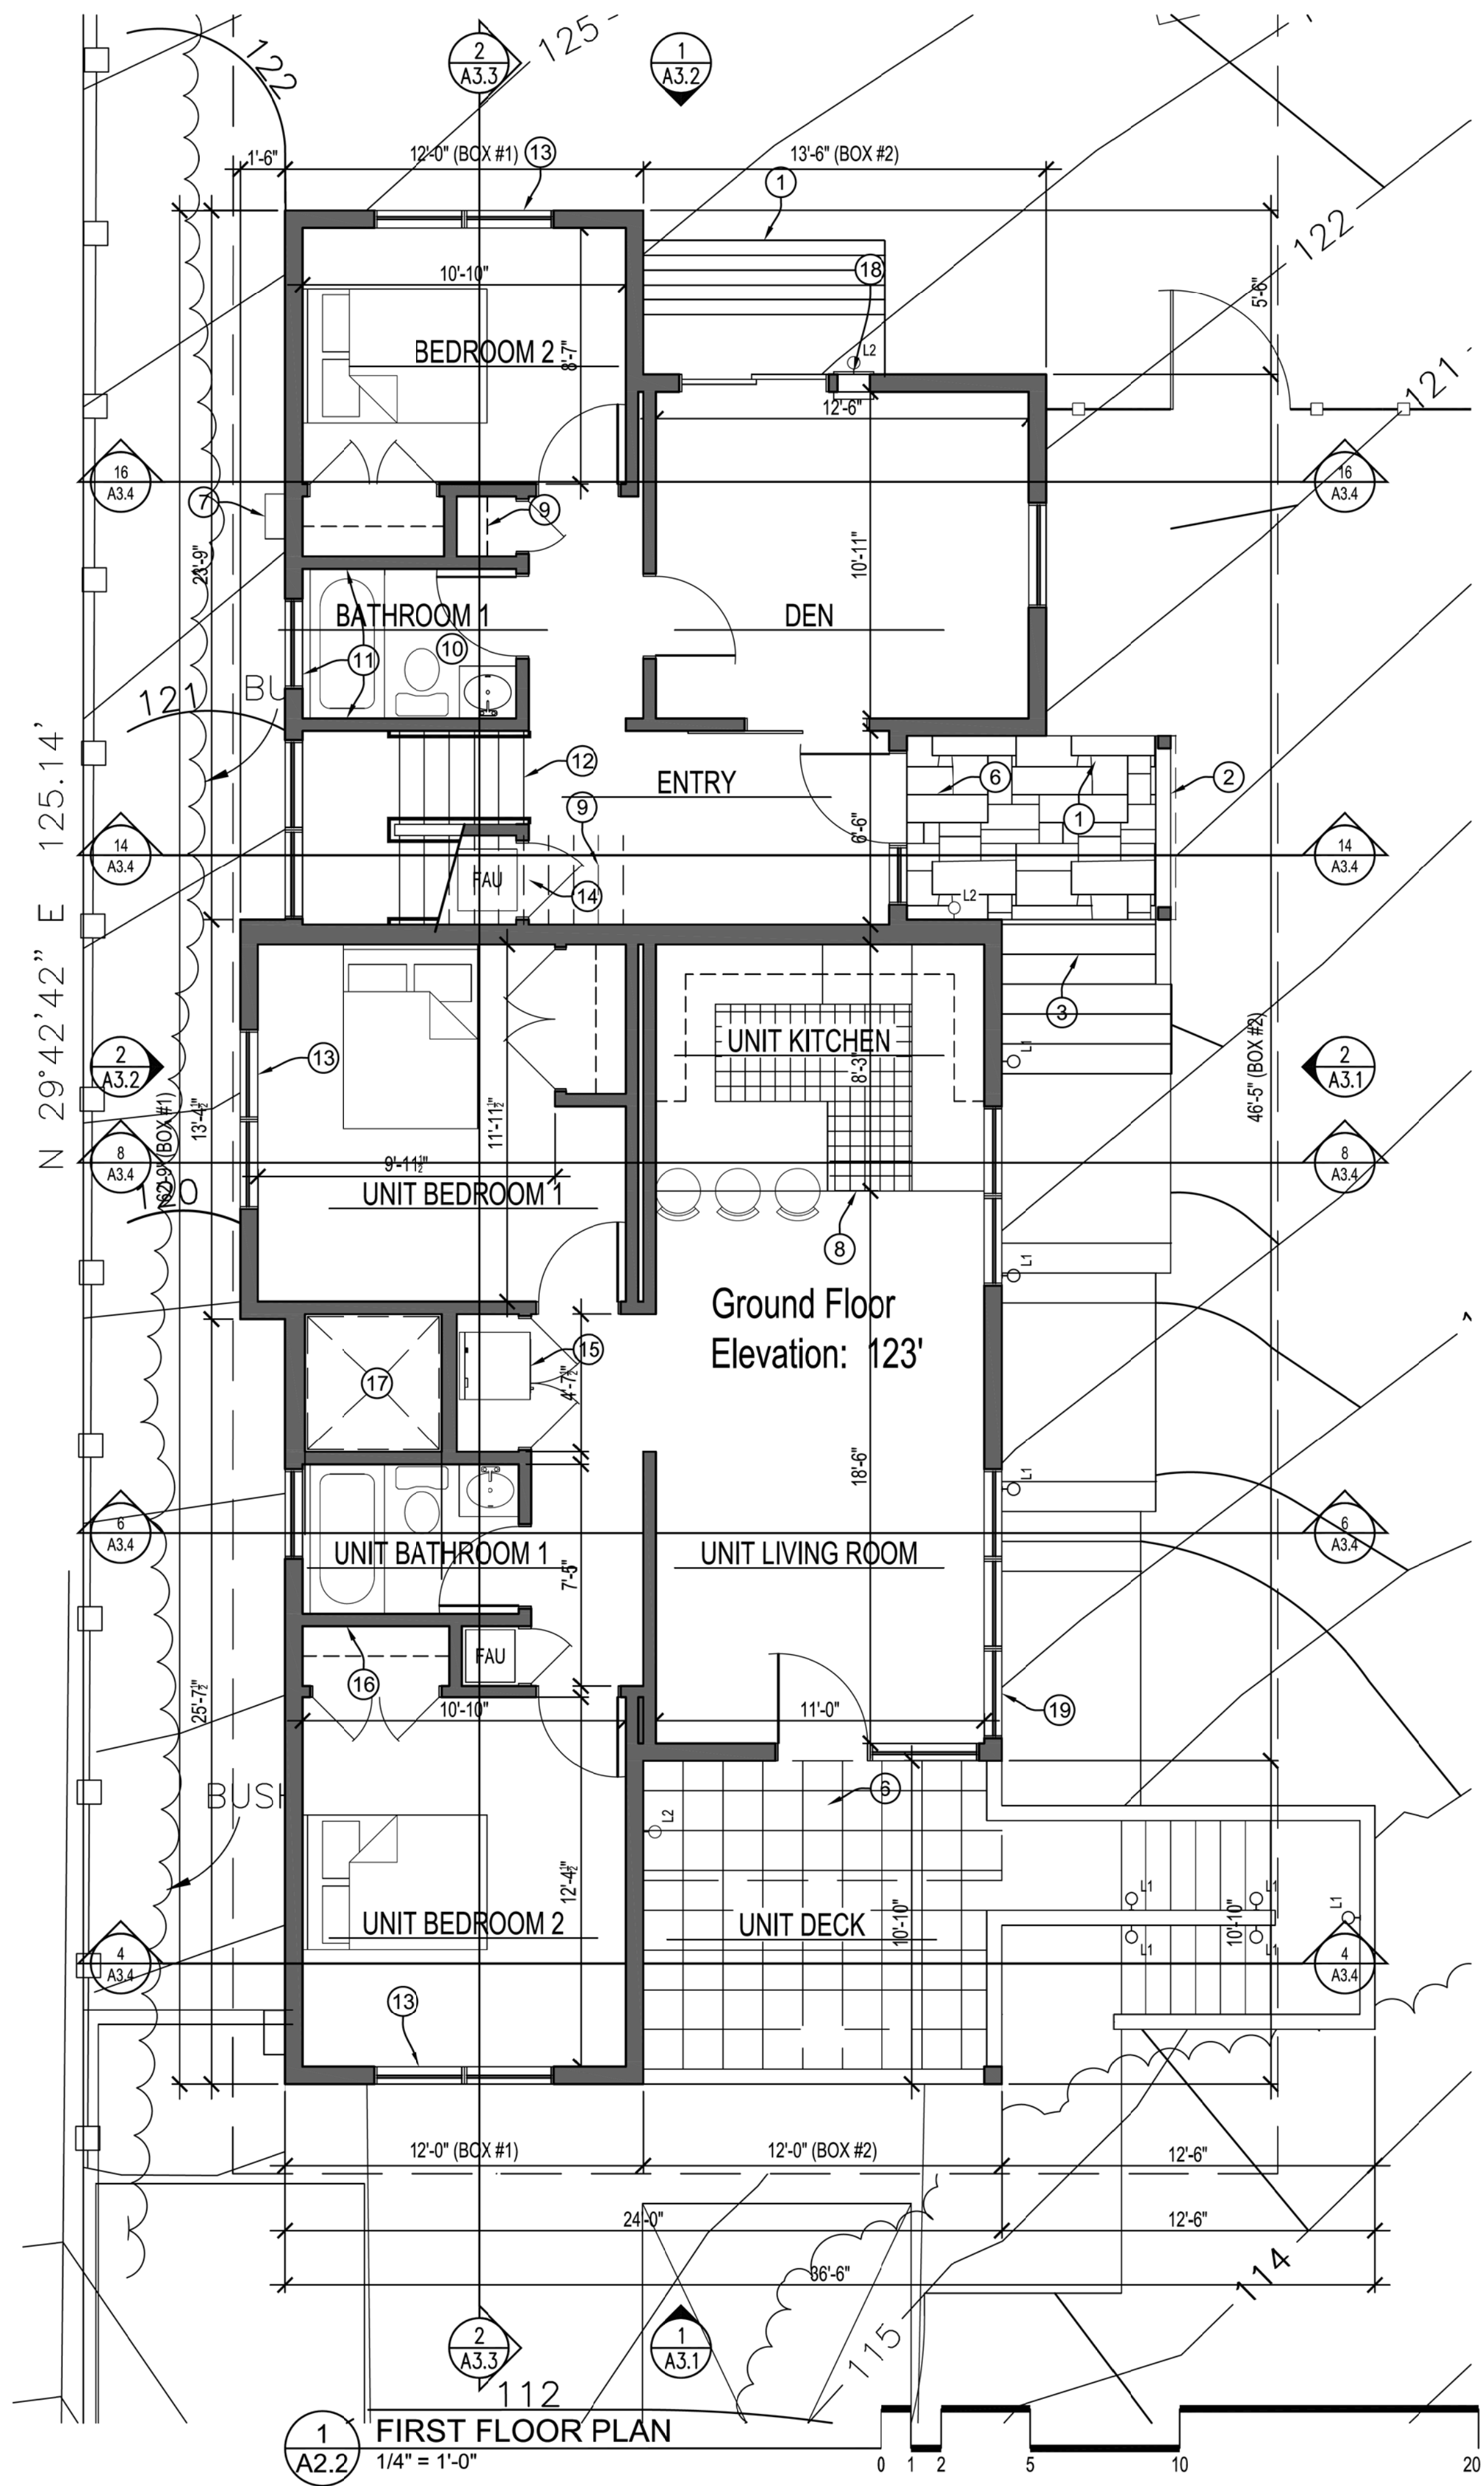 122
2
A3.3
125
1
A3.2
1'-6"
12'-0" (BOX #1)
13
13'-6" (BOX #2)
1
122
5'-6"
10'-10"
18
L2
BEDROOM 2
8'-7"
12'-6"
121
16
A3.4
16
A3.4
7
9
23'-9"
10'-11"
BATHROOM 1
DEN
10
11
121
BU
N 29°42'42" E 125.14'
12
ENTRY
6
2
9
1
6'-6"
14
A3.4
14
A3.4
FAU
14
L2
3
UNIT KITCHEN
8'-3"
L1
2
A3.2
13
2
A3.1
46'-5" (BOX #2)
13'-4½"
62'-9" (BOX #1)
11'-11½"
8
A3.4
9'-11½"
8
A3.4
UNIT BEDROOM 1
8
L1
Ground Floor
Elevation: 123'
15
17
4'-7½"
18'-6"
L1
6
A3.4
6
A3.4
UNIT BATHROOM 1
UNIT LIVING ROOM
7'-5"
FAU
16
25'-7½"
10'-10"
11'-0"
19
BUSH
6
L2
12'-4½"
L1
L1
L1
UNIT BEDROOM 2
UNIT DECK
10'-10"
10'-10"
L1
L1
4
A3.4
4
A3.4
13
12'-0" (BOX #1)
12'-0" (BOX #2)
12'-6"
24'-0"
12'-6"
36'-6"
114
115
2
A3.3
1
A3.1
112
1
A2.2
FIRST FLOOR PLAN
1/4" = 1'-0"
0 1 2 5 10 20